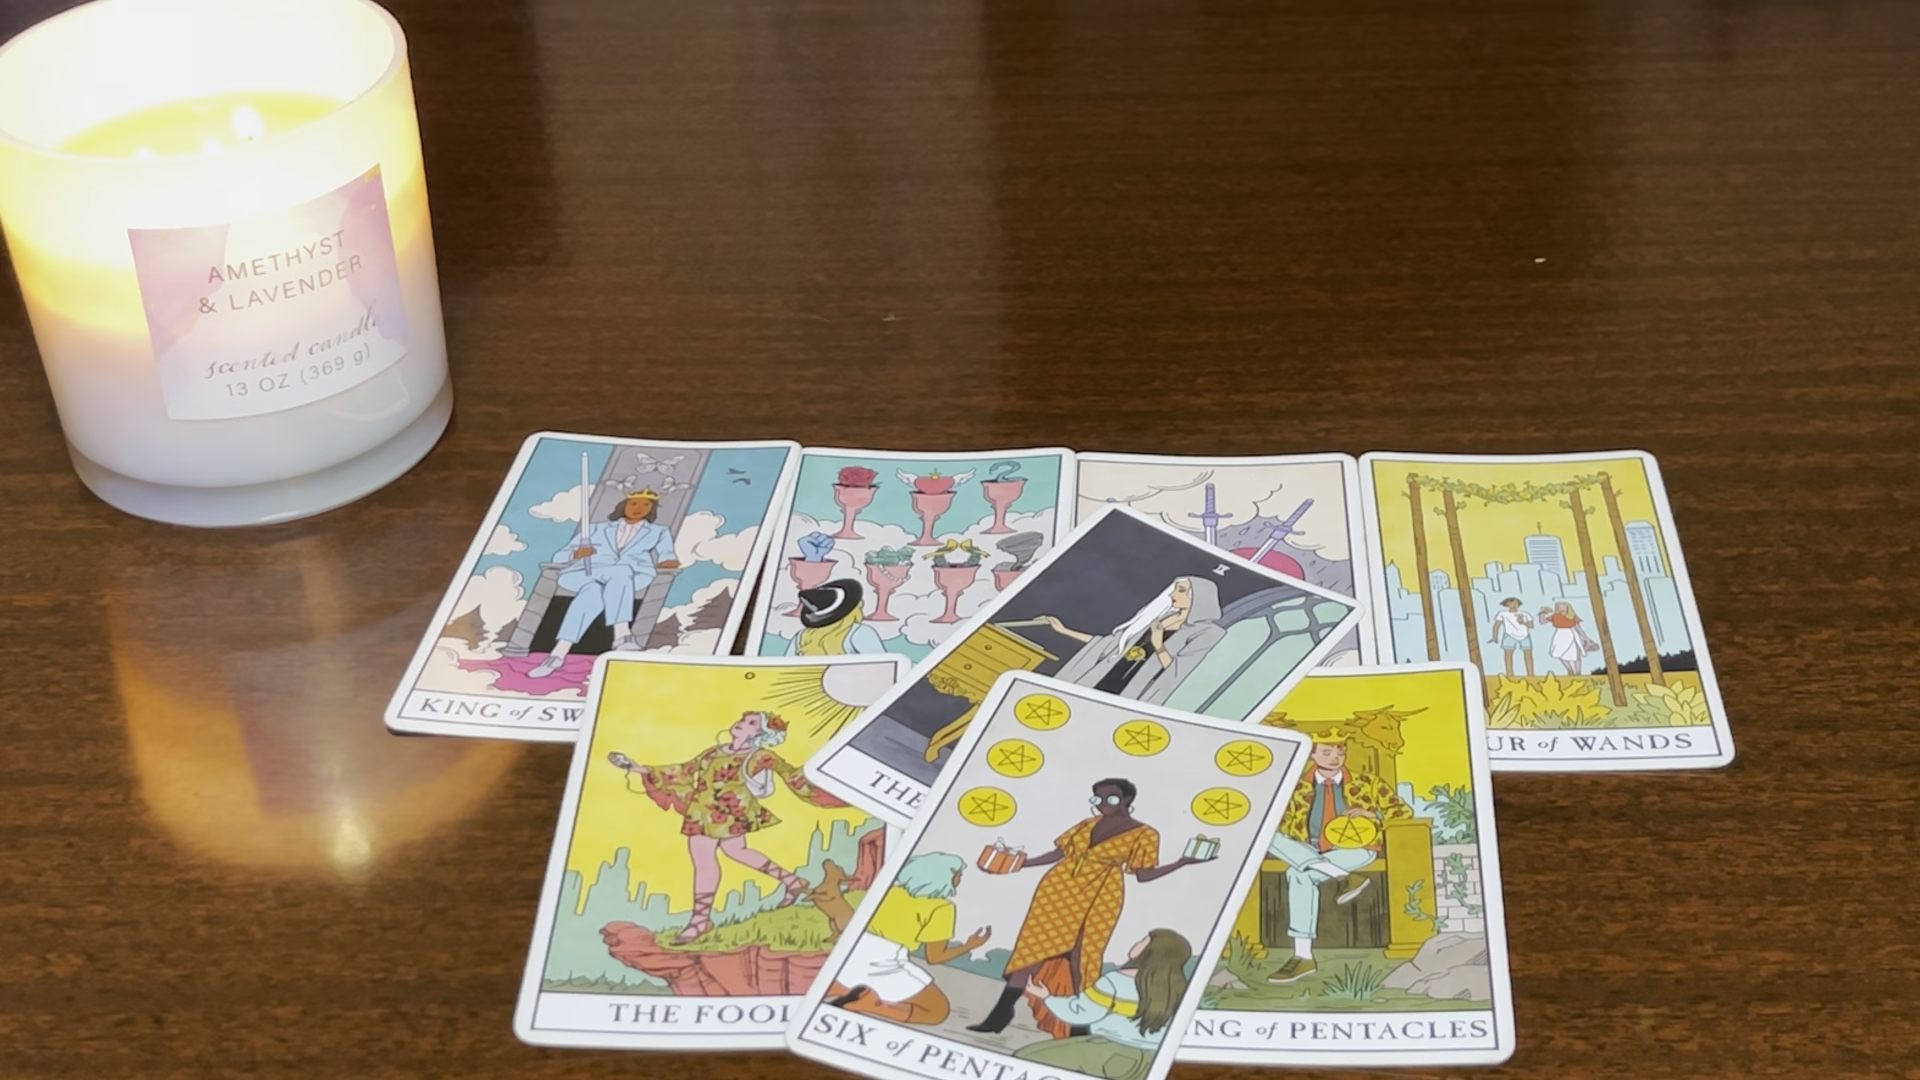 AMETHYST
& LAVENDER
scented candle
13 OZ (369 g)
KING of SW
UR of WANDS
IX
THE
THE FOOL
SIX of PENTAC
NG of PENTACLES